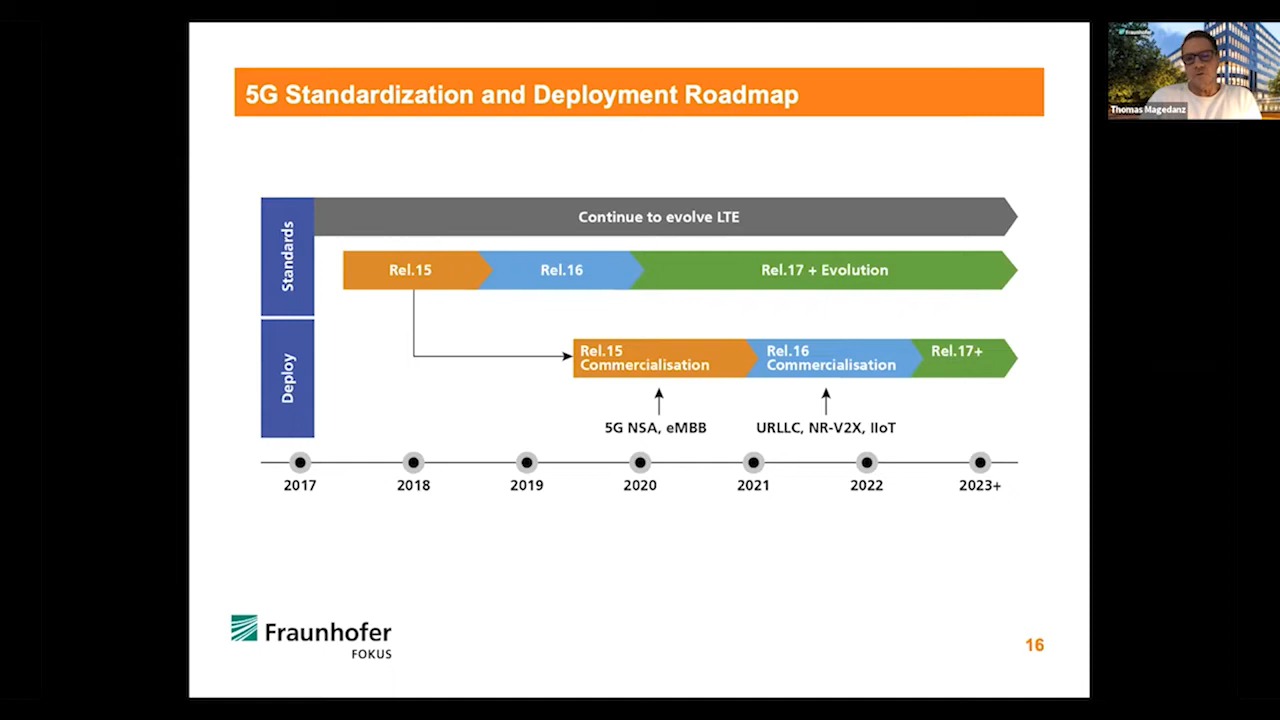 5G Standardization and Deployment Roadmap
Fraunhofer
Thomas Magedanz
Standards
Continue to evolve LTE
Rel.15
Rel.16
Rel.17 + Evolution
Deploy
Rel.15
Commercialisation
Rel.16
Commercialisation
Rel.17+
5G NSA, eMBB
URLLC, NR-V2X, IIoT
2017
2018
2019
2020
2021
2022
2023+
Fraunhofer
FOKUS
16